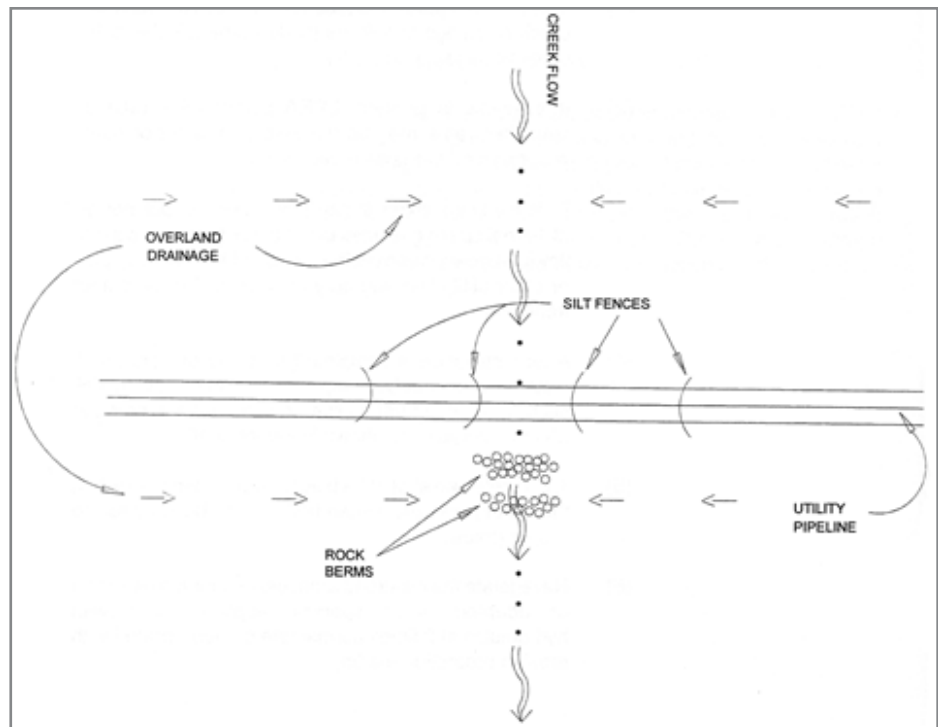 CREEK FLOW
OVERLAND
DRAINAGE
SILT FENCES
UTILITY
PIPELINE
ROCK
BERMS